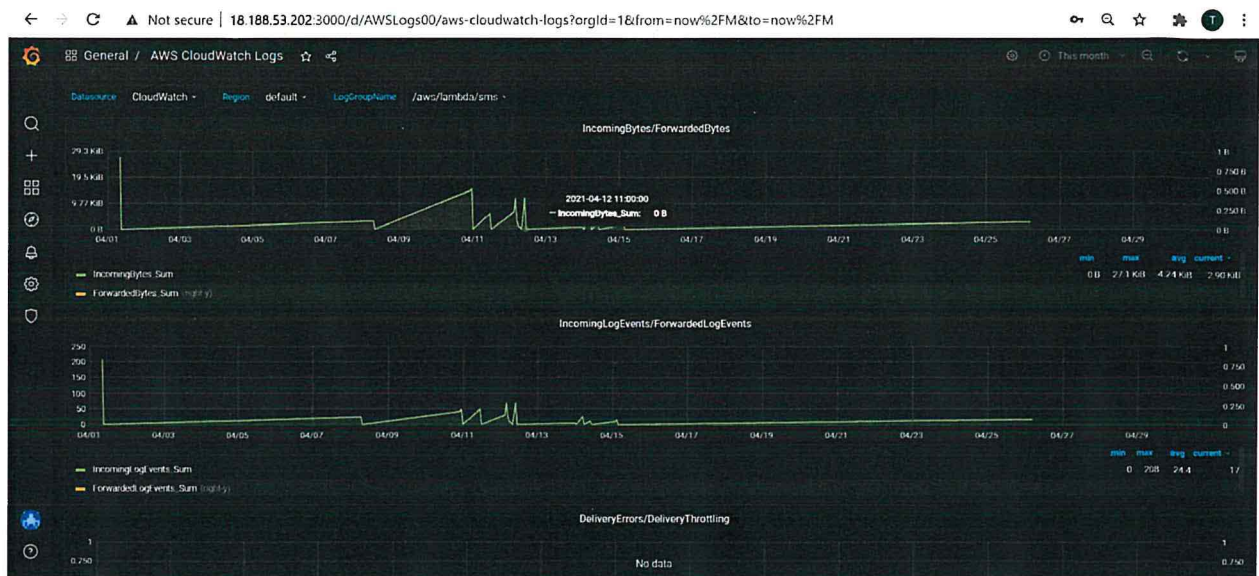 Not secure | 18.188.53.202:3000/d/AWSLogs00/aws-cloudwatch-logs?orgId=1&from=now%2FM&to=now%2FM
T
General / AWS CloudWatch Logs
This month
Datasource CloudWatch Region default LogGroupName /aws/lambda/sms
IncomingBytes/ForwardedBytes
29.3 KiB
19.5 KiB
9.77 KiB
0 B
1 B
0.750 B
0.500 B
0.250 B
0 B
2021-04-12 11:00:00
IncomingBytes_Sum: 0 B
04/01 04/03 04/05 04/07 04/09 04/11 04/13 04/15 04/17 04/19 04/21 04/23 04/25 04/27 04/29
min max avg current
IncomingBytes_Sum 0 B 27.1 KiB 4.24 KiB 2.90 KiB
ForwardedBytes_Sum (right-y)
IncomingLogEvents/ForwardedLogEvents
250
200
150
100
50
0
1
0.750
0.500
0.250
0
04/01 04/03 04/05 04/07 04/09 04/11 04/13 04/15 04/17 04/19 04/21 04/23 04/25 04/27 04/29
min max avg current
IncomingLogEvents_Sum 0 208 24.4 17
ForwardedLogEvents_Sum (right-y)
DeliveryErrors/DeliveryThrottling
1 1
0.750 No data 0.750